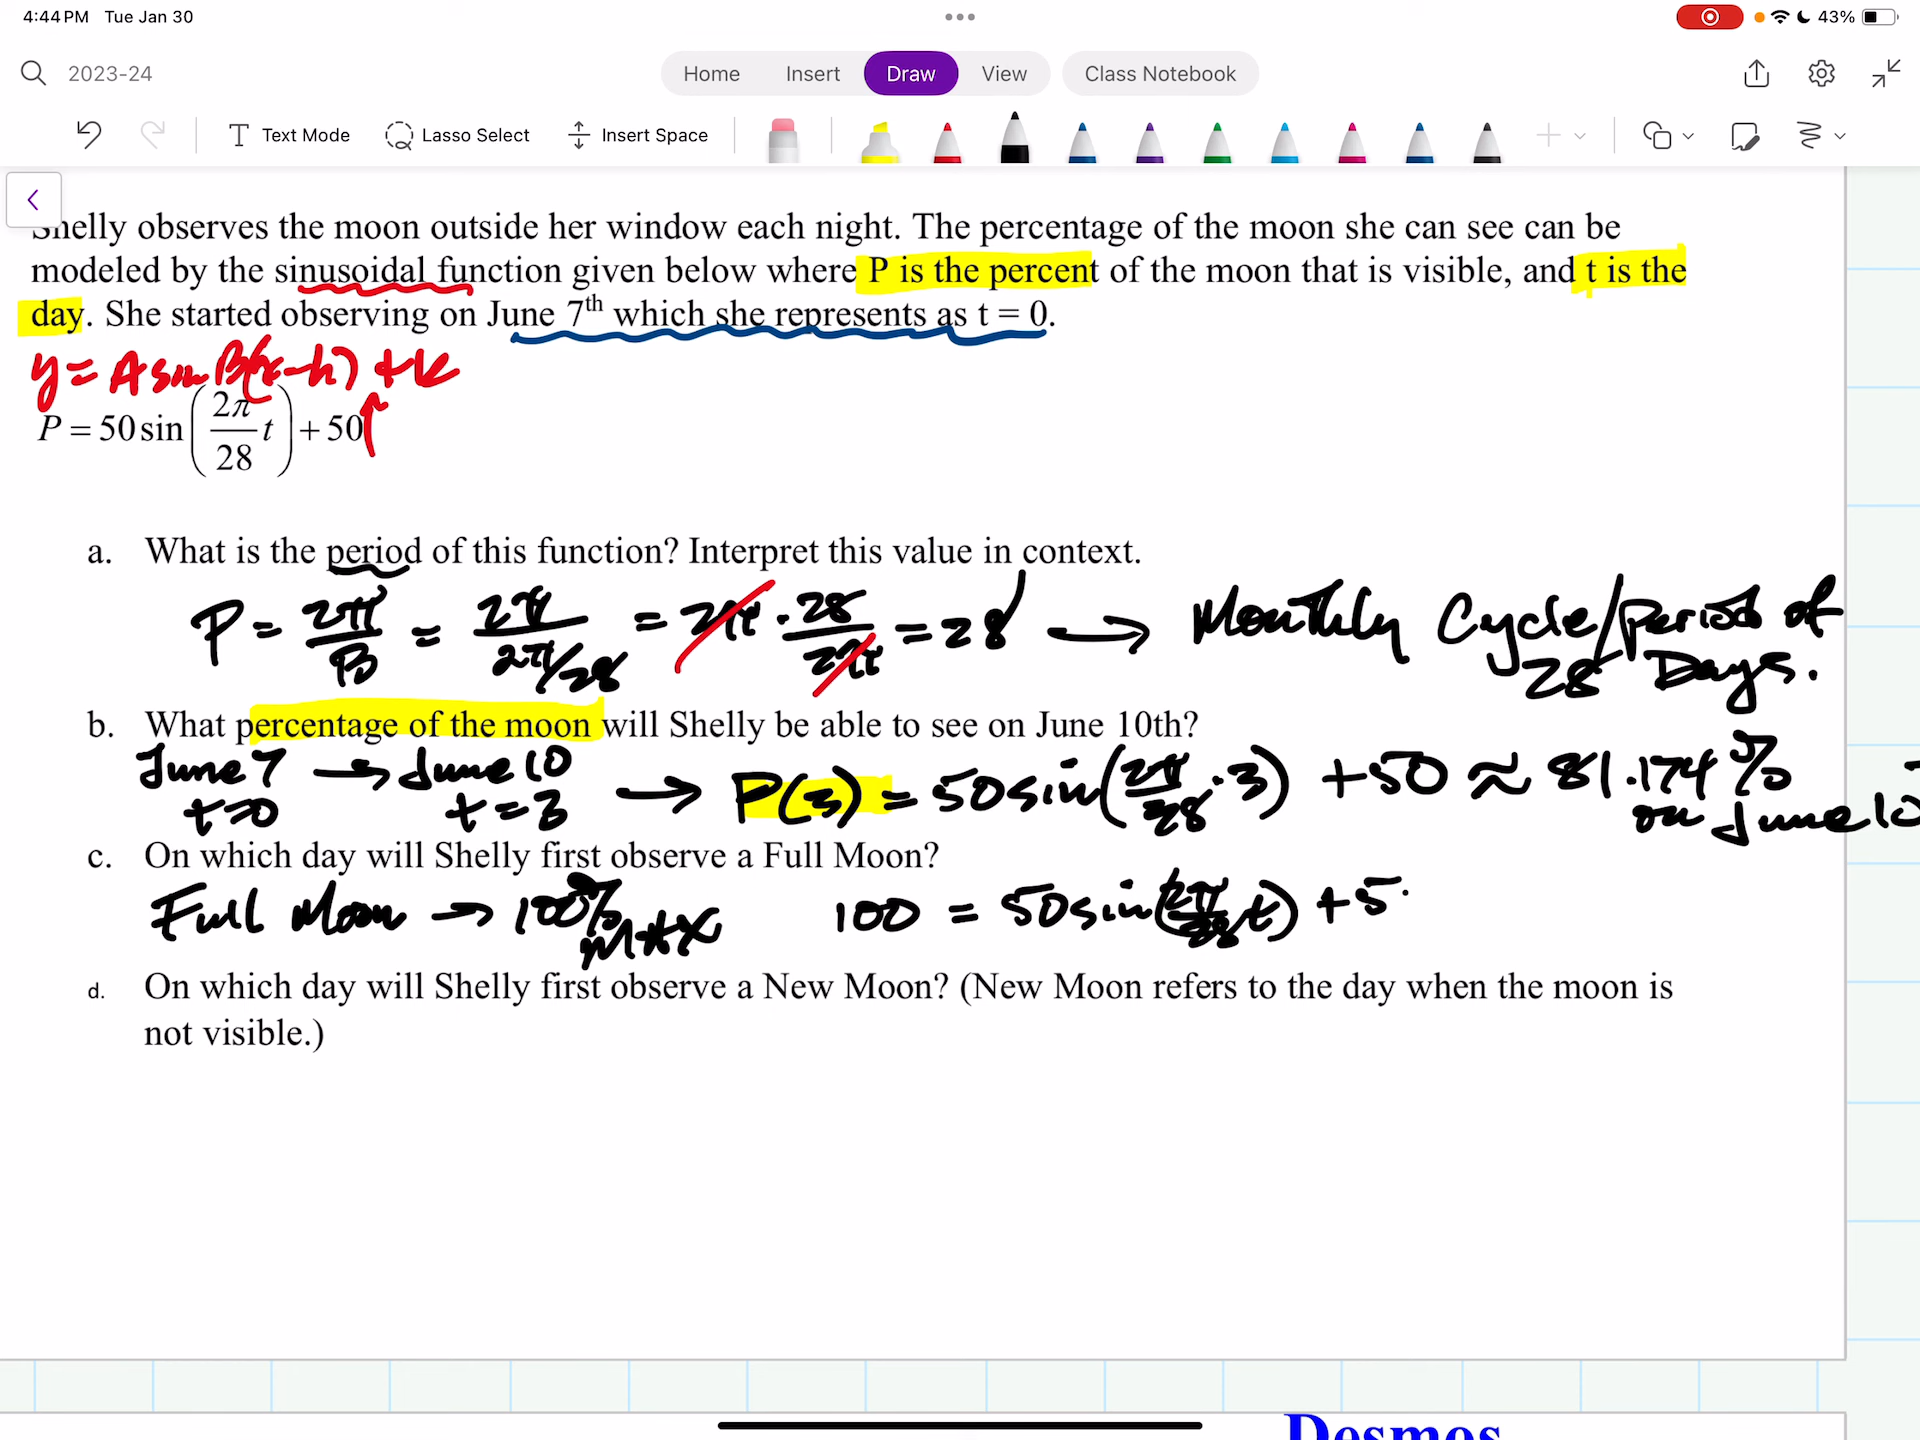 4:44 PM Tue Jan 30
43%
2023-24
Home Insert Draw View Class Notebook
Text Mode Lasso Select Insert Space
Shelly observes the moon outside her window each night. The percentage of the moon she can see can be
modeled by the sinusoidal function given below where P is the percent of the moon that is visible, and t is the
day. She started observing on June 7th which she represents as t = 0.
y = A sin B(x-h) + k
P = 50 sin(2π/28 t) + 50
a. What is the period of this function? Interpret this value in context.
P = 2π/B = 2π/2π/28 = 2π · 28/2π = 28 → Monthly Cycle/Period of
28 Days.
b. What percentage of the moon will Shelly be able to see on June 10th?
June 7 → June 10
t=0 t=3 → P(3) = 50 sin(2π/28 · 3) + 50 ≈ 81.174%
on June 10
c. On which day will Shelly first observe a Full Moon?
Full Moon → 100% MAX 100 = 50 sin(2π/28 t) + 5
d. On which day will Shelly first observe a New Moon? (New Moon refers to the day when the moon is
not visible.)
Desmos